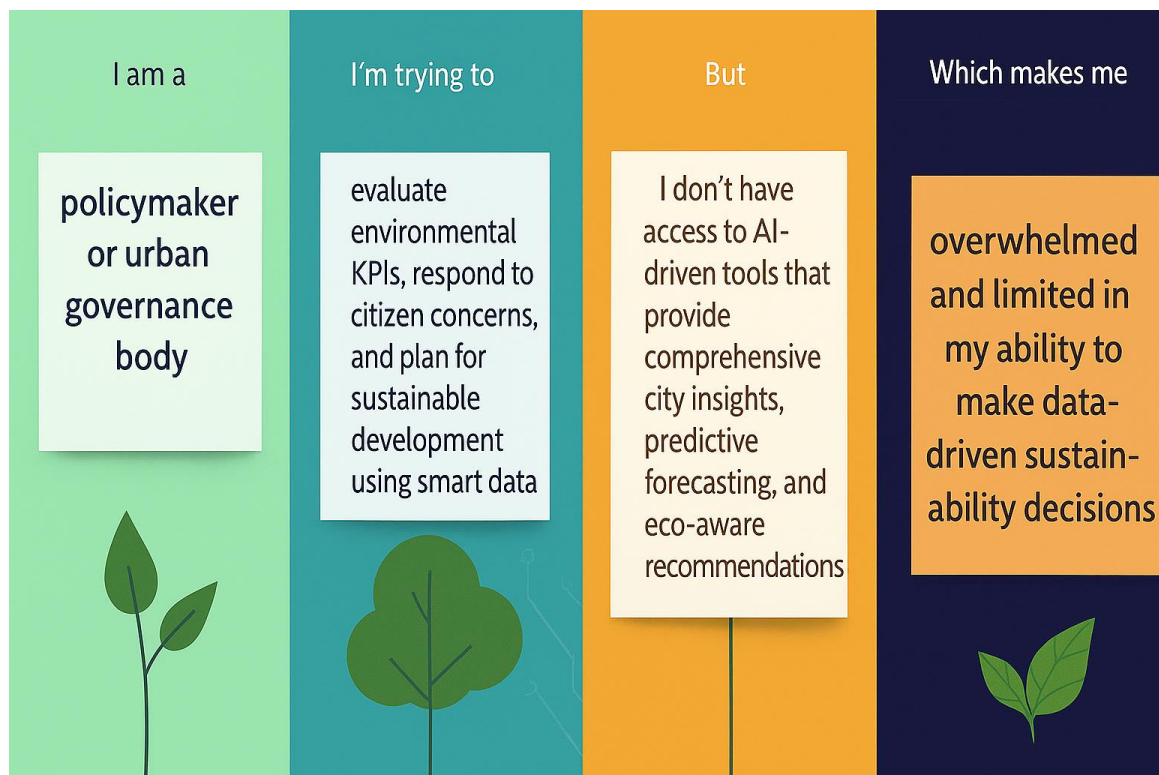 I am a
policymaker
or urban
governance
body
I'm trying to
evaluate
environmental
KPIs, respond to
citizen concerns,
and plan for
sustainable
development
using smart data
But
I don't have
access to AI-
driven tools that
provide
comprehensive
city insights,
predictive
forecasting, and
eco-aware
recommendations
Which makes me
overwhelmed
and limited in
my ability to
make data-
driven sustain-
ability decisions